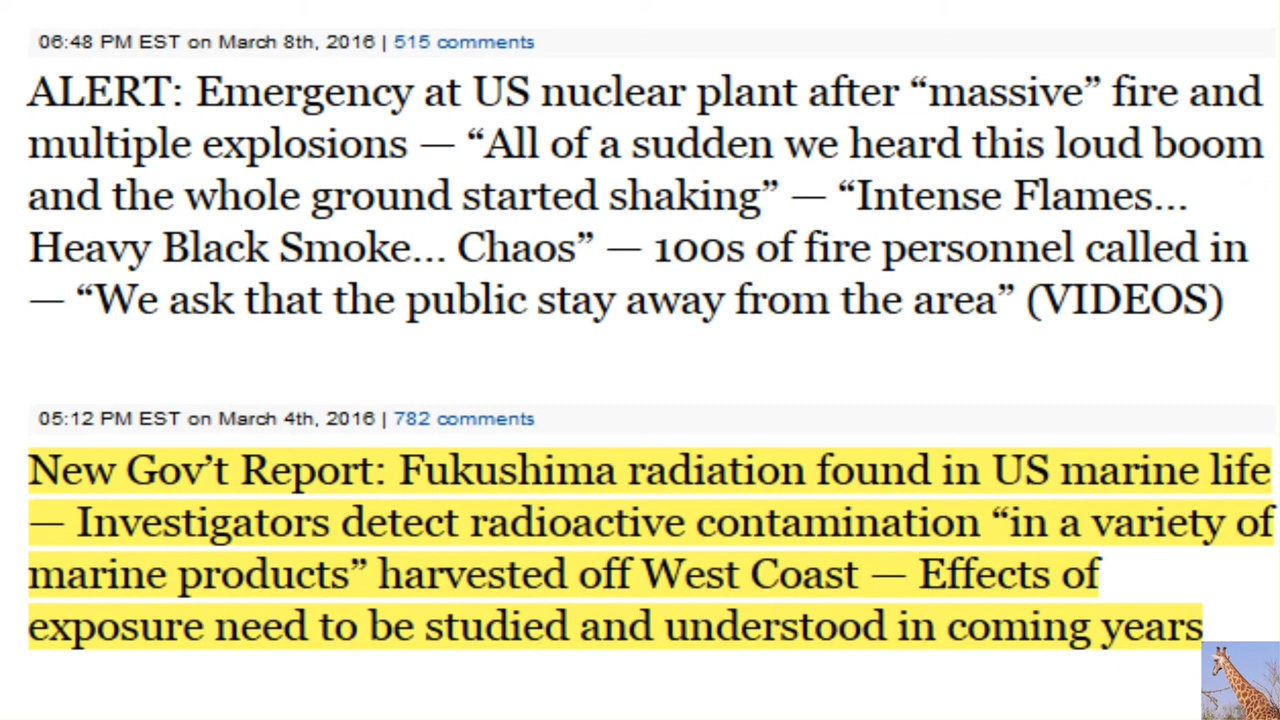 06:48 PM EST on March 8th, 2016 | 515 comments
ALERT: Emergency at US nuclear plant after “massive” fire and
multiple explosions — “All of a sudden we heard this loud boom
and the whole ground started shaking” — “Intense Flames...
Heavy Black Smoke... Chaos” — 100s of fire personnel called in
— “We ask that the public stay away from the area” (VIDEOS)
05:12 PM EST on March 4th, 2016 | 782 comments
New Gov’t Report: Fukushima radiation found in US marine life
— Investigators detect radioactive contamination “in a variety of
marine products” harvested off West Coast — Effects of
exposure need to be studied and understood in coming years